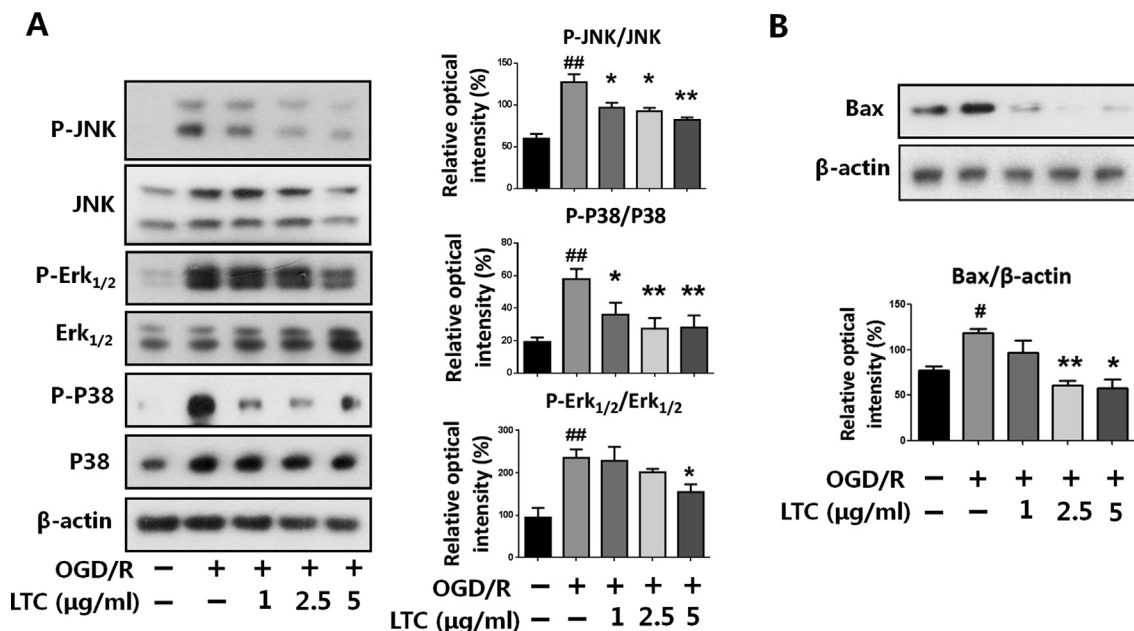 A
P-JNK
JNK
P-Erk1/2
Erk1/2
P-P38
P38
β-actin
OGD/R – + + + +
LTC (μg/ml) – – 1 2.5 5
P-JNK/JNK
Relative optical
intensity (%)
150
100
50
0
## * * **
P-P38/P38
Relative optical
intensity (%)
80
60
40
20
0
## * ** **
P-Erk1/2/Erk1/2
Relative optical
intensity (%)
300
200
100
0
## *
OGD/R – + + + +
LTC (μg/ml) – – 1 2.5 5
B
Bax
β-actin
Bax/β-actin
Relative optical
intensity (%)
150
100
50
0
# ** *
OGD/R – + + + +
LTC (μg/ml) – – 1 2.5 5